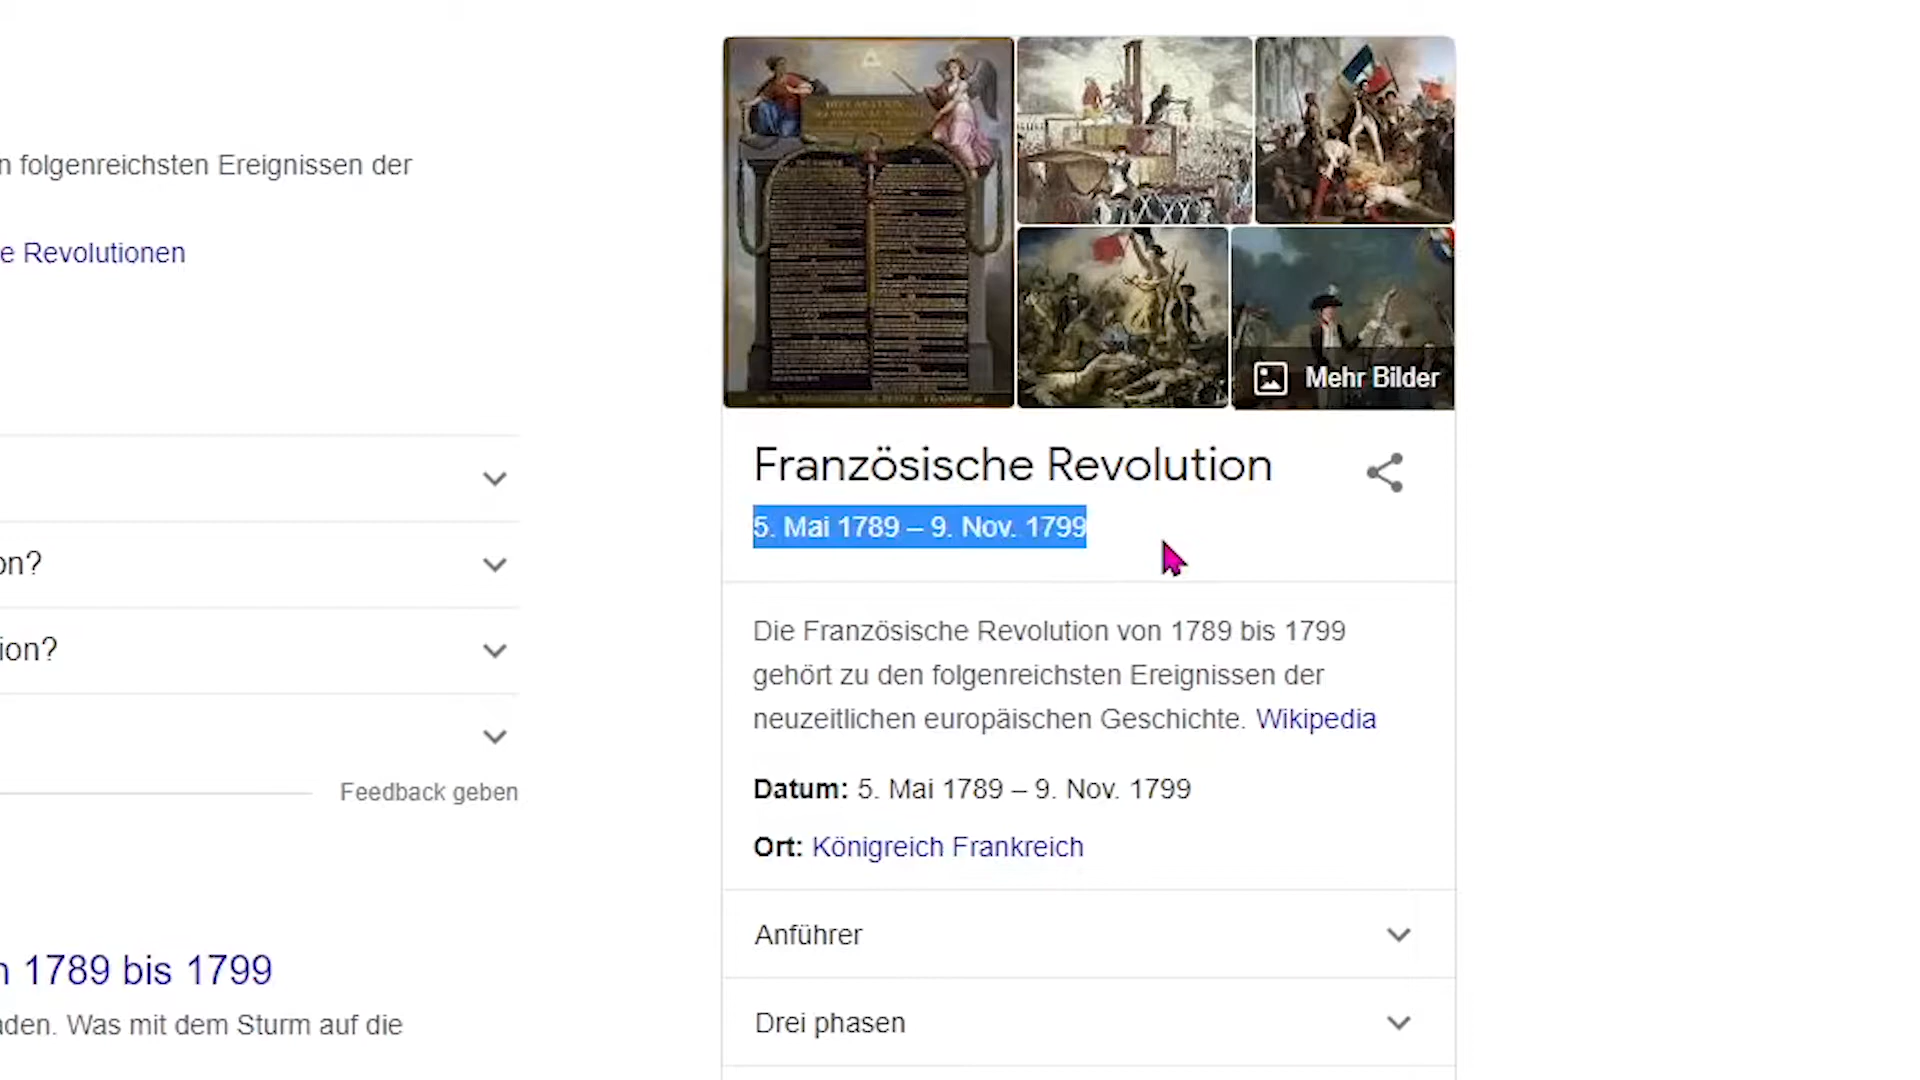 n folgenreichsten Ereignissen der
e Revolutionen
on?
ion?
Feedback geben
n 1789 bis 1799
den. Was mit dem Sturm auf die
Mehr Bilder
Französische Revolution
5. Mai 1789 – 9. Nov. 1799
Die Französische Revolution von 1789 bis 1799
gehört zu den folgenreichsten Ereignissen der
neuzeitlichen europäischen Geschichte. Wikipedia
Datum: 5. Mai 1789 – 9. Nov. 1799
Ort: Königreich Frankreich
Anführer
Drei phasen